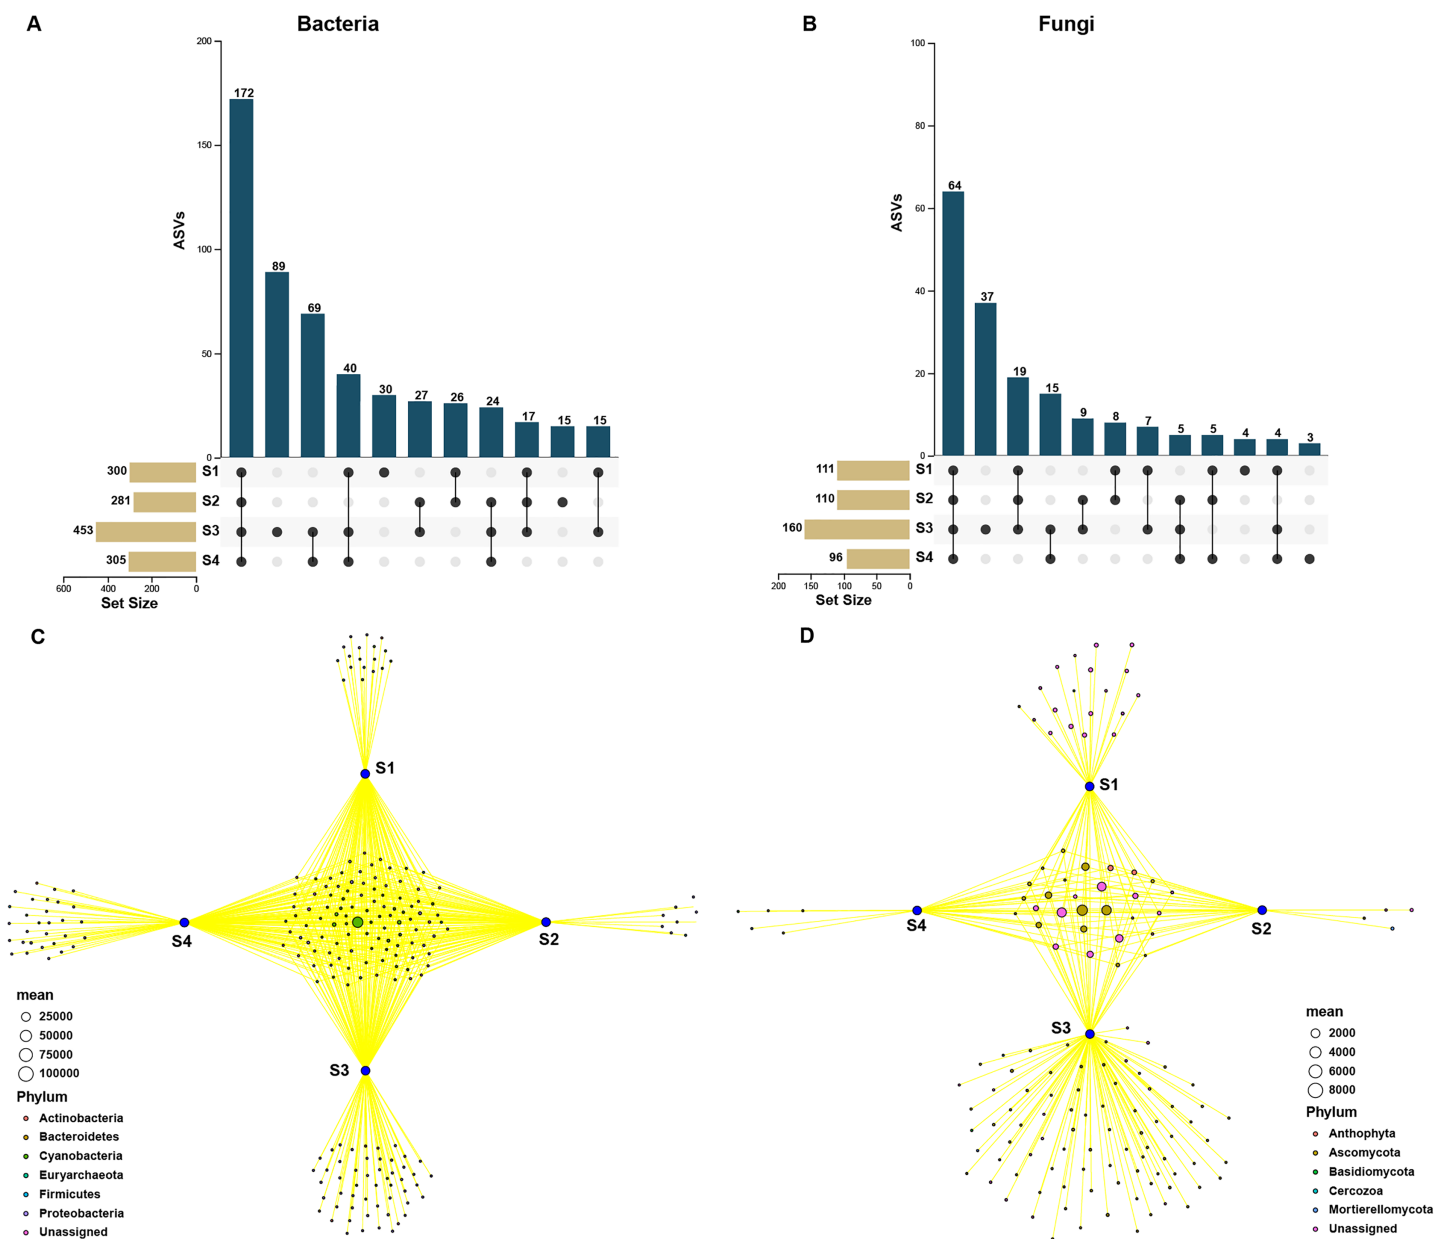 A
Bacteria
200
150
100
50
0
ASVs
172
89
69
40
30
27
26
24
17
15
15
300
281
453
305
S1
S2
S3
S4
600
400
200
0
Set Size
B
Fungi
100
80
60
40
20
0
ASVs
64
37
19
15
9
8
7
5
5
4
4
3
111
110
160
96
S1
S2
S3
S4
200
150
100
50
0
Set Size
C
S1
S4
S2
S3
mean
25000
50000
75000
100000
Phylum
Actinobacteria
Bacteroidetes
Cyanobacteria
Euryarchaeota
Firmicutes
Proteobacteria
Unassigned
D
S1
S4
S2
S3
mean
2000
4000
6000
8000
Phylum
Anthophyta
Ascomycota
Basidiomycota
Cercozoa
Mortierellomycota
Unassigned